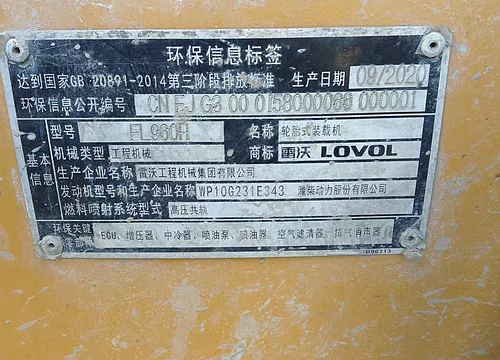 环保信息标签
达到国家GB 20891-2014第三阶段排放标准 生产日期 09/2020
环保信息公开编号 CN FJ G3 00 0158000056 000001
基本信息
型号 FL960H 名称 轮胎式装载机
机械类型 工程机械 商标 雷沃 LOVOL
生产企业名称 雷沃工程机械集团有限公司
发动机型号和生产企业名称 WP10G231E343 潍柴动力股份有限公司
燃料喷射系统型式 高压共轨
环保关键 ECU、增压器、中冷器、喷油泵、喷油器、空气滤清器、排气消声器
D00213